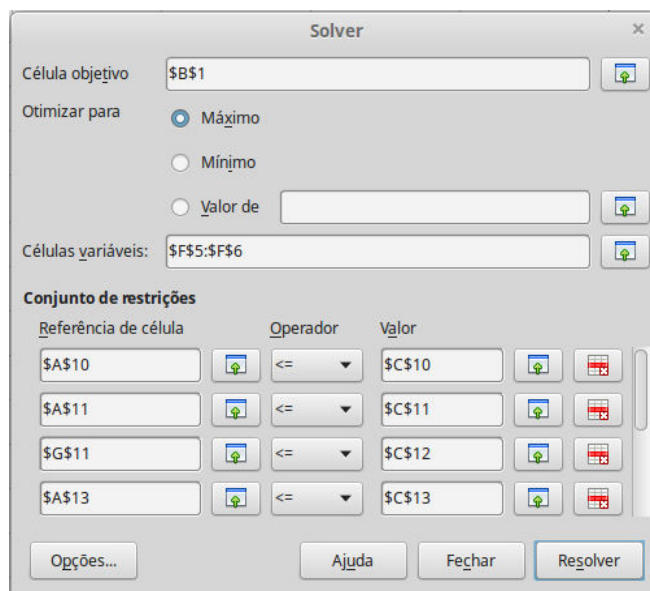 Solver
Célula objetivo $B$1
Otimizar para Máximo
Mínimo
Valor de
Células variáveis: $F$5:$F$6
Conjunto de restrições
Referência de célula Operador Valor
$A$10 <= $C$10
$A$11 <= $C$11
$G$11 <= $C$12
$A$13 <= $C$13
Opções... Ajuda Fechar Resolver